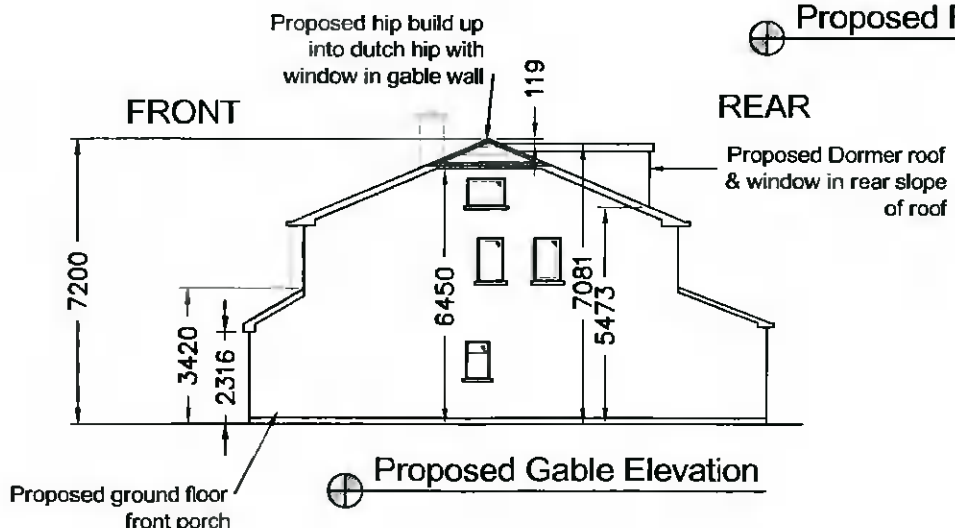 Proposed hip build up
into dutch hip with
window in gable wall
Proposed
119
FRONT
REAR
Proposed Dormer roof
& window in rear slope
of roof
7200
3420
2316
6450
7081
5473
Proposed Gable Elevation
Proposed ground floor
front porch